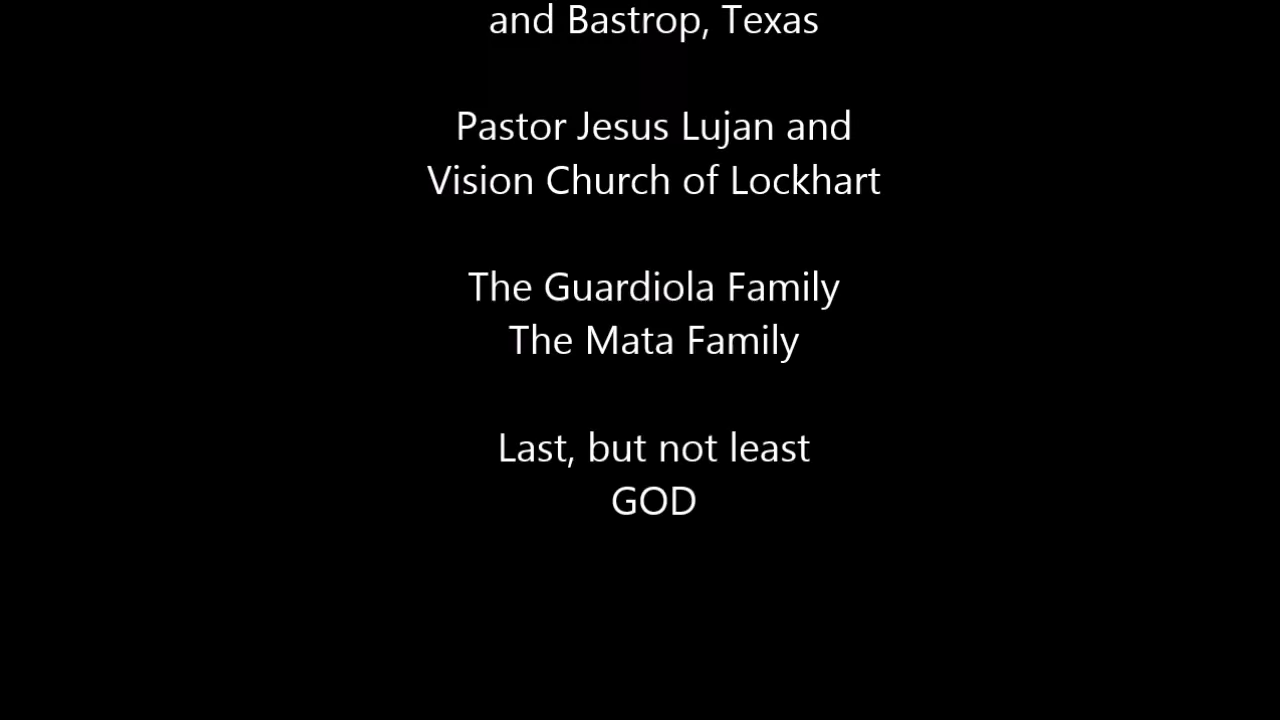 and Bastrop, Texas
Pastor Jesus Lujan and
Vision Church of Lockhart
The Guardiola Family
The Mata Family
Last, but not least
GOD